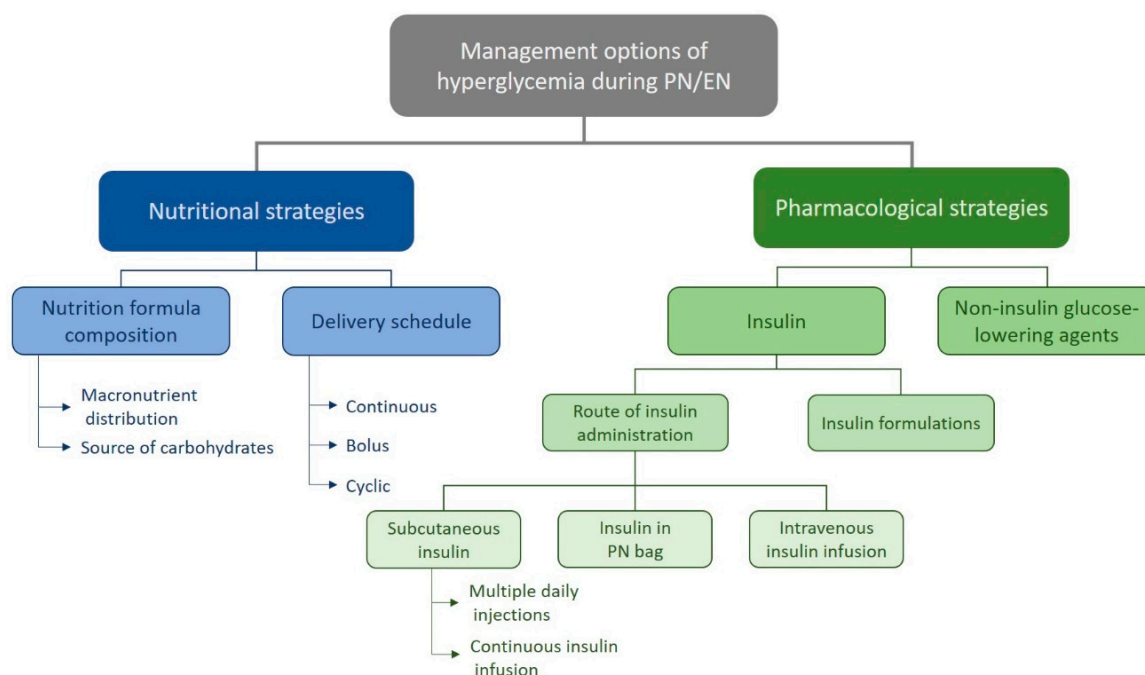 Management options of
hyperglycemia during PN/EN
Nutritional strategies
Pharmacological strategies
Nutrition formula
composition
Delivery schedule
Insulin
Non-insulin glucose-
lowering agents
Macronutrient
distribution
Source of carbohydrates
Continuous
Bolus
Cyclic
Route of insulin
administration
Insulin formulations
Subcutaneous
insulin
Insulin in
PN bag
Intravenous
insulin infusion
Multiple daily
injections
Continuous insulin
infusion